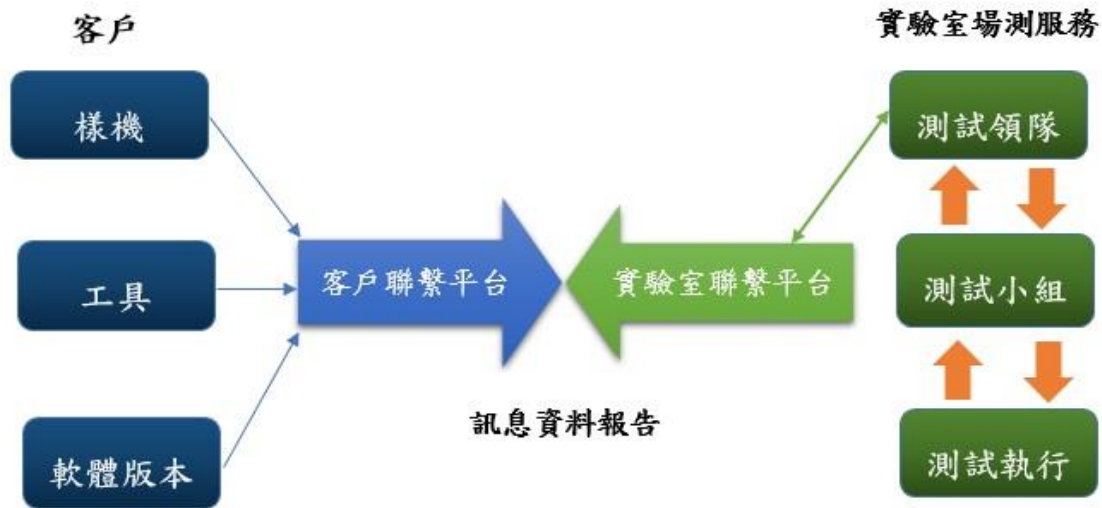 客戶
實驗室場測服務
樣機
測試領隊
工具
客戶聯繫平台
實驗室聯繫平台
測試小組
訊息資料報告
軟體版本
測試執行